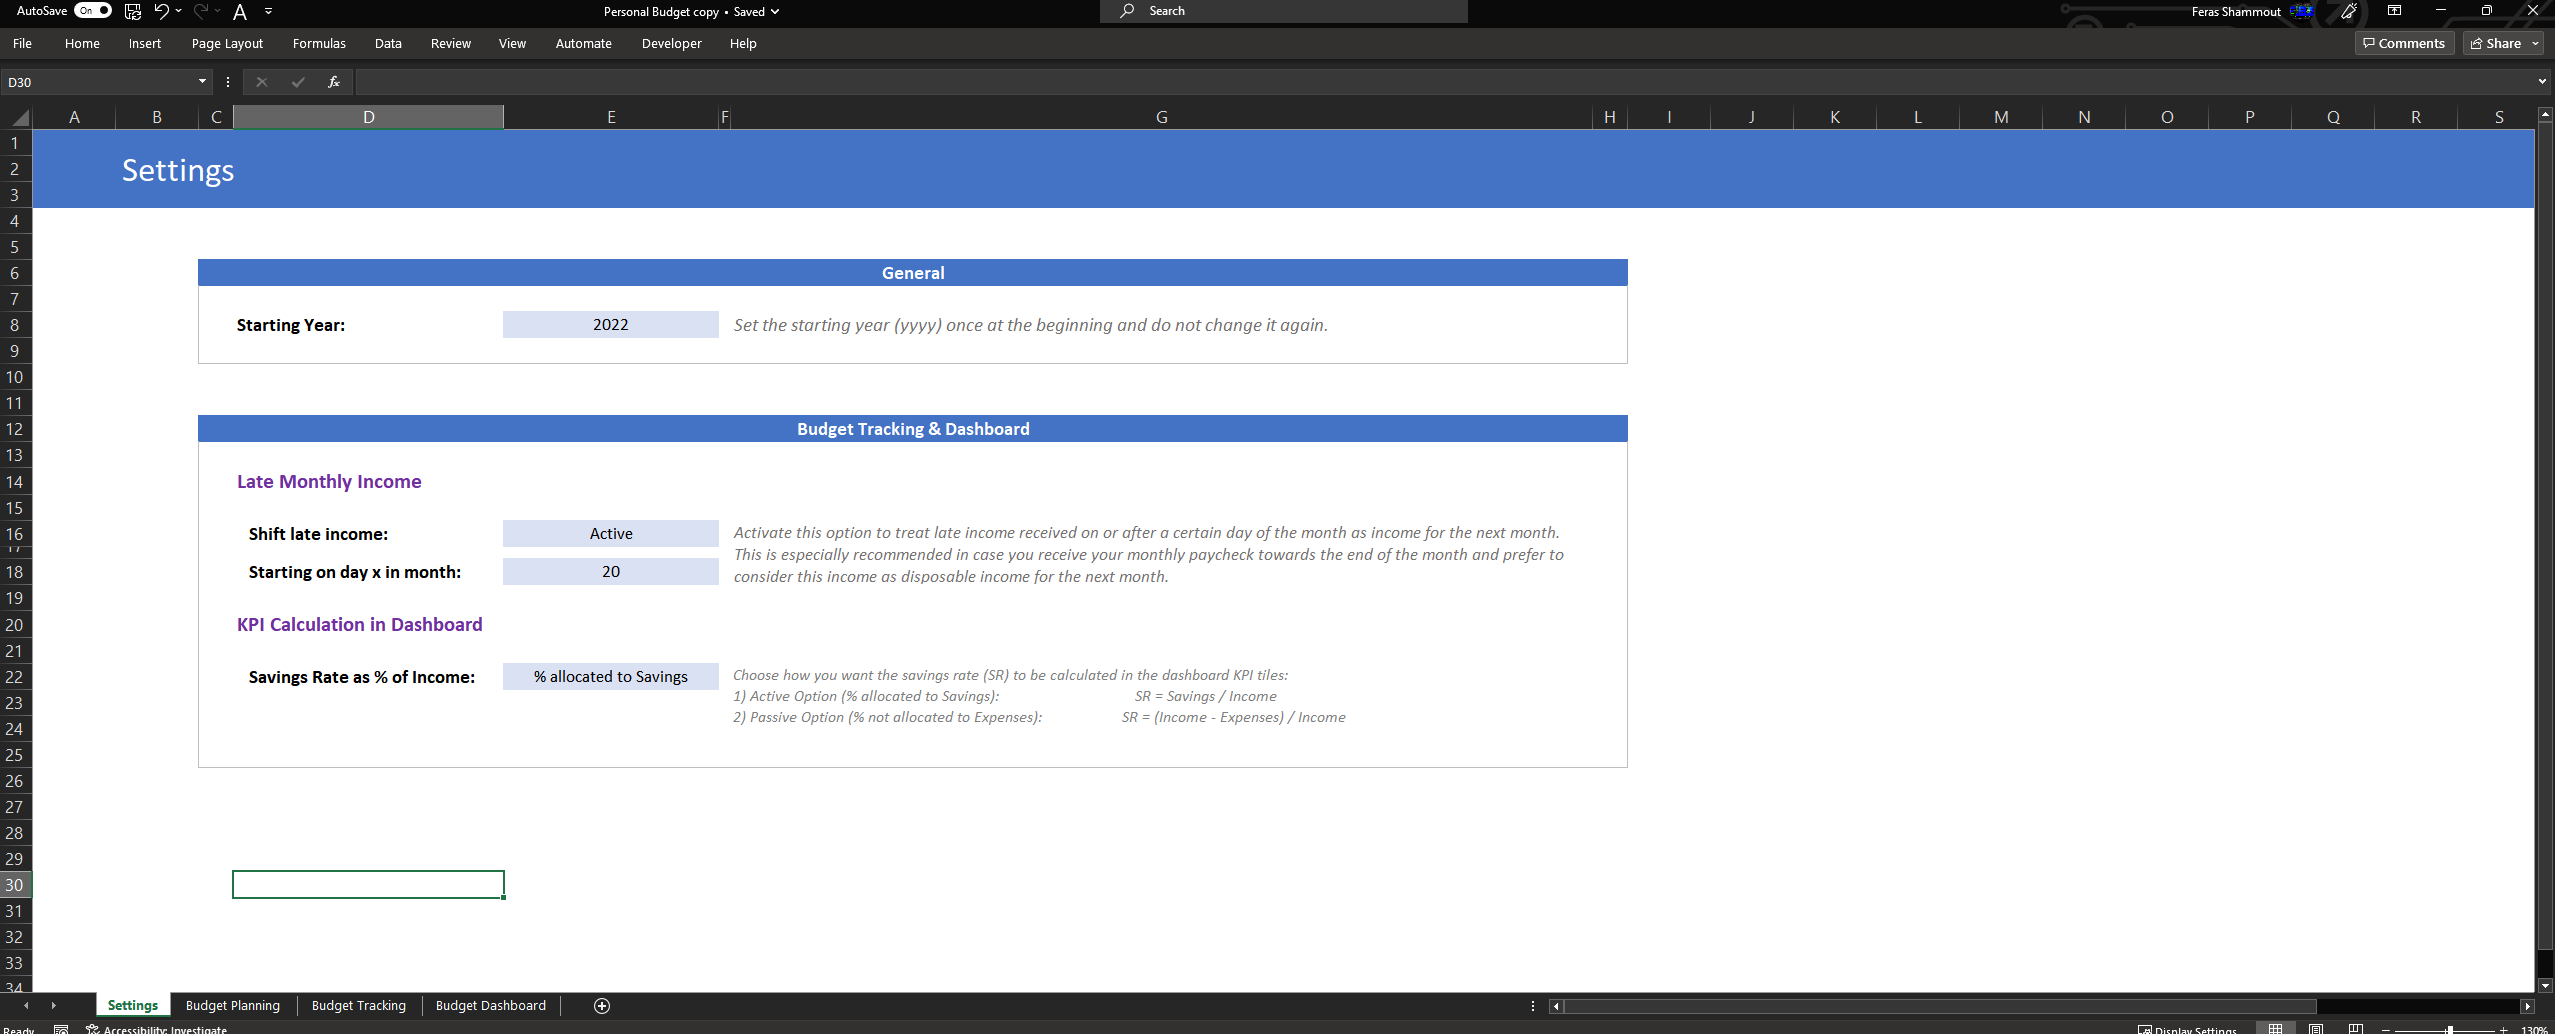 AutoSave On Personal Budget copy • Saved Search Feras Shammout
File Home Insert Page Layout Formulas Data Review View Automate Developer Help Comments Share
D30 fx
A B C D E F G H I J K L M N O P Q R S
1
2 Settings
3
4
5
6 General
7
8 Starting Year: 2022 Set the starting year (yyyy) once at the beginning and do not change it again.
9
10
11
12 Budget Tracking & Dashboard
13
14 Late Monthly Income
15
16 Shift late income: Active Activate this option to treat late income received on or after a certain day of the month as income for the next month.
17 This is especially recommended in case you receive your monthly paycheck towards the end of the month and prefer to
18 Starting on day x in month: 20 consider this income as disposable income for the next month.
19
20 KPI Calculation in Dashboard
21
22 Savings Rate as % of Income: % allocated to Savings Choose how you want the savings rate (SR) to be calculated in the dashboard KPI tiles:
23 1) Active Option (% allocated to Savings): SR = Savings / Income
24 2) Passive Option (% not allocated to Expenses): SR = (Income - Expenses) / Income
25
26
27
28
29
30
31
32
33
34
Settings Budget Planning Budget Tracking Budget Dashboard
Ready Accessibility: Investigate Display Settings 130%